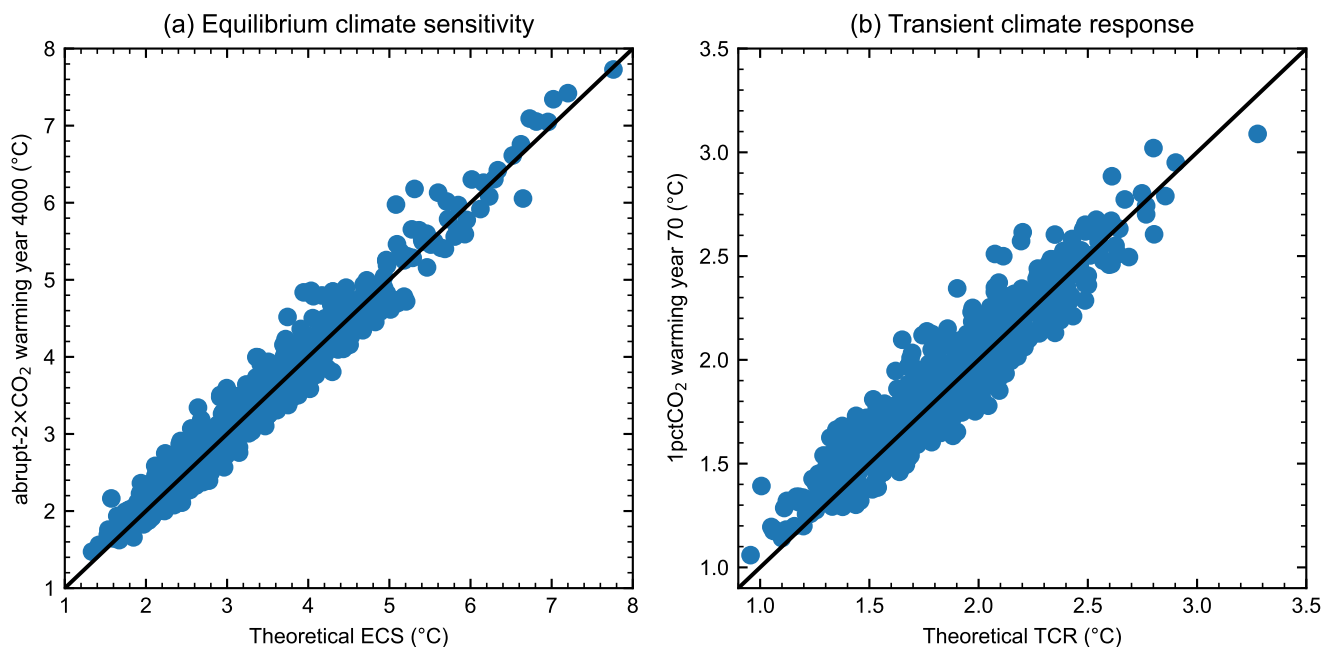 (a) Equilibrium climate sensitivity
8
7
6
5
4
3
2
1
abrupt-2×CO₂ warming year 4000 (°C)
1 2 3 4 5 6 7 8
Theoretical ECS (°C)
(b) Transient climate response
3.5
3.0
2.5
2.0
1.5
1.0
1pctCO₂ warming year 70 (°C)
1.0 1.5 2.0 2.5 3.0 3.5
Theoretical TCR (°C)